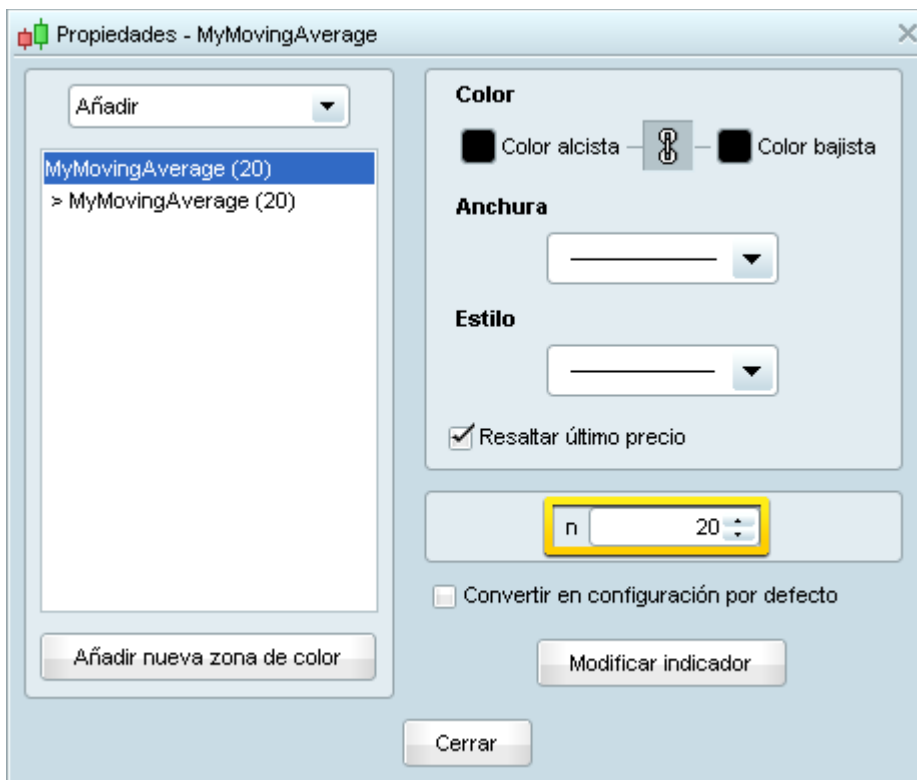 Propiedades - MyMovingAverage
Añadir
MyMovingAverage (20)
> MyMovingAverage (20)
Añadir nueva zona de color
Color
Color alcista
Color bajista
Anchura
Estilo
Resaltar último precio
n 20
Convertir en configuración por defecto
Modificar indicador
Cerrar